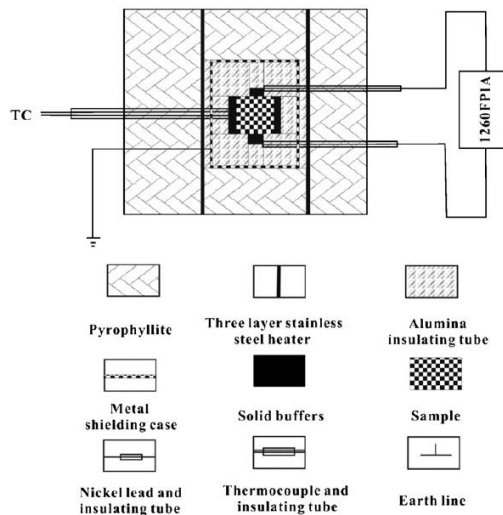 TC
1260FPIA
Pyrophyllite
Three layer stainless
steel heater
Alumina
insulating tube
Metal
shielding case
Solid buffers
Sample
Nickel lead and
insulating tube
Thermocouple and
insulating tube
Earth line